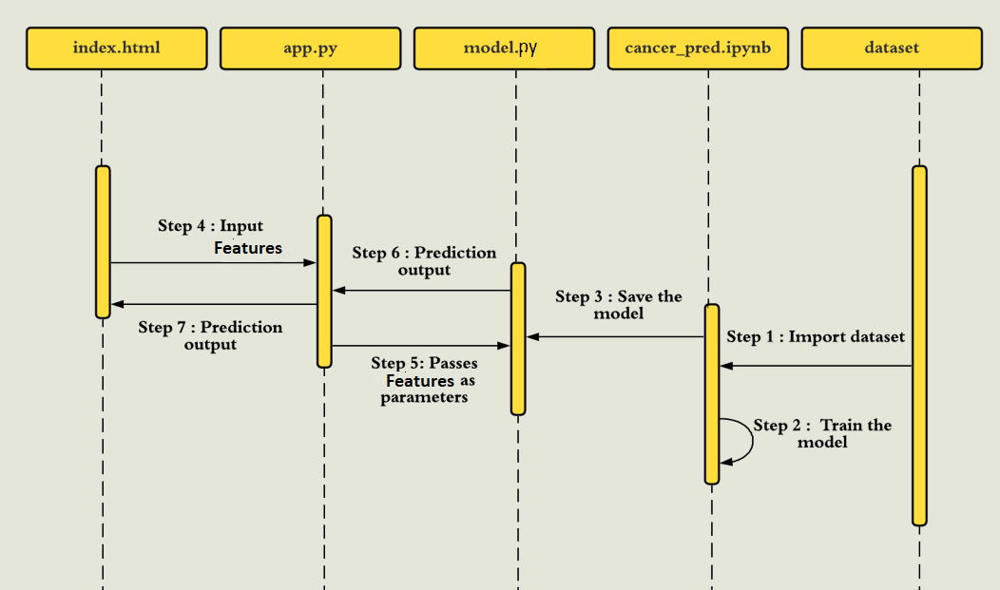 index.html
app.py
model.py
cancer_pred.ipynb
dataset
Step 4 : Input
Features
Step 6 : Prediction
output
Step 3 : Save the
model
Step 7 : Prediction
output
Step 1 : Import dataset
Step 5: Passes
Features as
parameters
Step 2 : Train the
model